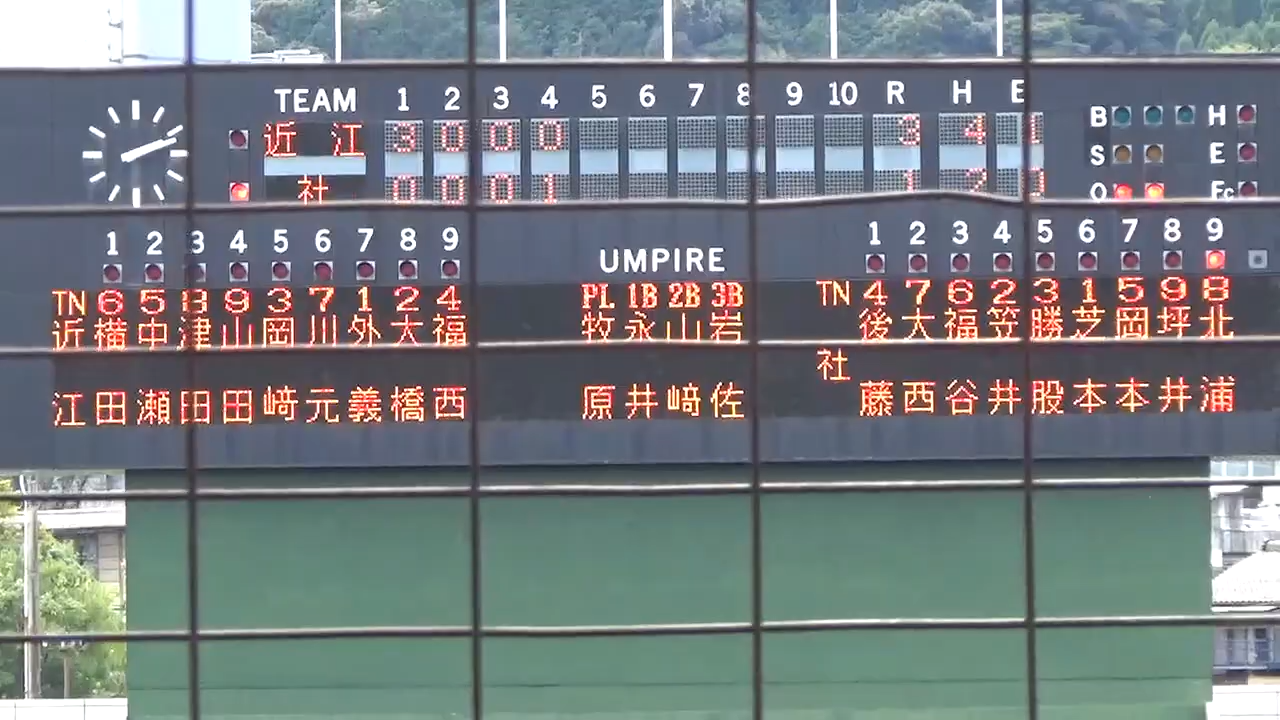 TEAM 1 2 3 4 5 6 7 8 9 10 R H E
近江 3 0 0 0 3 4 1
社 0 0 0 1 1 2
B H
S E
O Fc
1 2 3 4 5 6 7 8 9
TN 6 5 8 9 3 7 1 2 4
近 横 中 津 山 岡 川 外 大 福
江 田 瀬 田 田 﨑 元 義 橋 西
UMPIRE
PL 1B 2B 3B
牧 永 山 岩
原 井 﨑 佐
1 2 3 4 5 6 7 8 9
TN 4 7 6 2 3 1 5 9 8
後 大 福 笠 勝 芝 岡 坪 北
社
藤 西 谷 井 股 本 本 井 浦